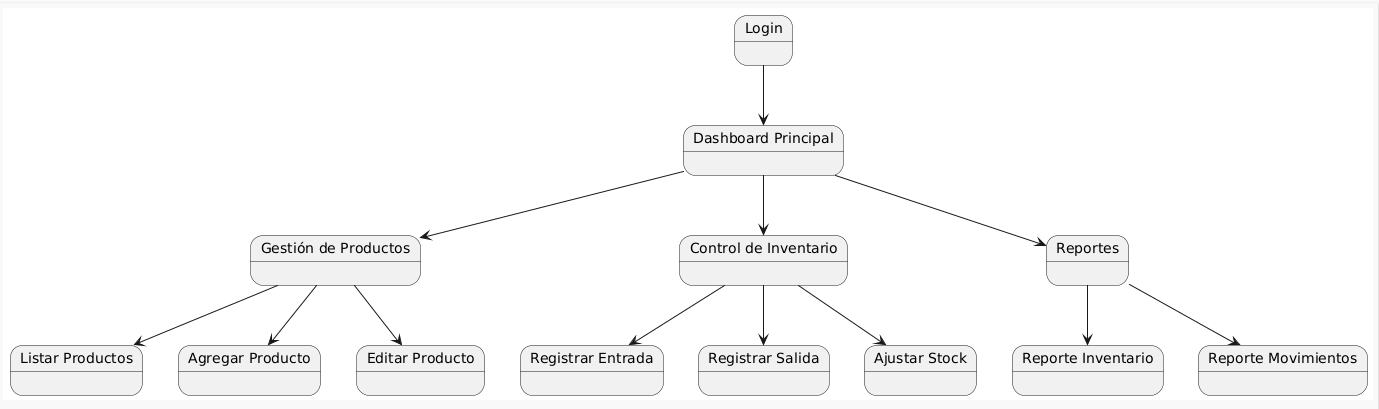 Login
Dashboard Principal
Gestión de Productos
Control de Inventario
Reportes
Listar Productos
Agregar Producto
Editar Producto
Registrar Entrada
Registrar Salida
Ajustar Stock
Reporte Inventario
Reporte Movimientos